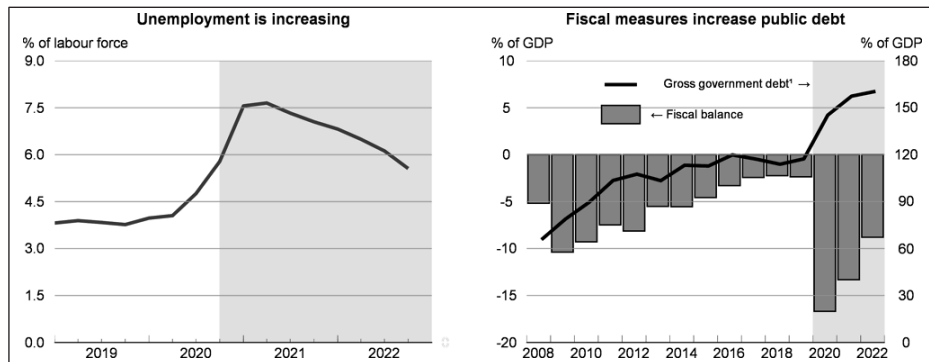 Unemployment is increasing
% of labour force
9.0
7.5
6.0
4.5
3.0
1.5
0.0
2019 2020 2021 2022
Fiscal measures increase public debt
% of GDP % of GDP
10 180
5 150
0 120
-5 90
-10 60
-15 30
-20 0
Gross government debt¹ →
← Fiscal balance
2008 2010 2012 2014 2016 2018 2020 2022